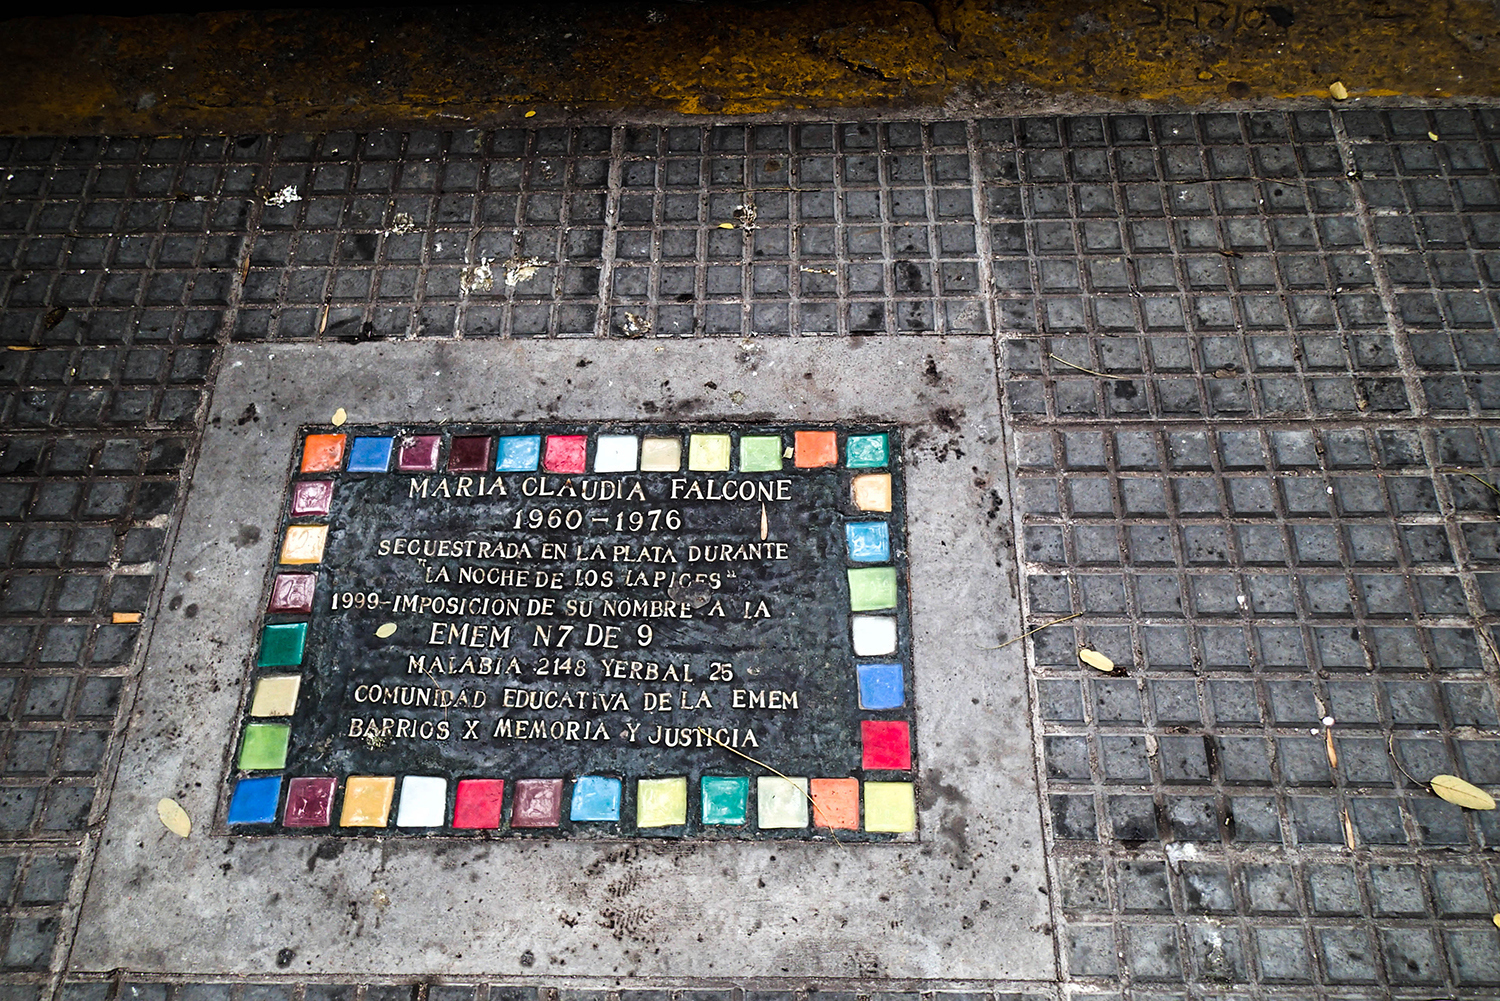 MARIA CLAUDIA FALCONE
1960-1976
SECUESTRADA EN LA PLATA DURANTE
"LA NOCHE DE LOS LAPICES"
1999-IMPOSICION DE SU NOMBRE A LA
EMEM N7 DE 9
MALABIA 2148 YERBAL 25
COMUNIDAD EDUCATIVA DE LA EMEM
BARRIOS X MEMORIA Y JUSTICIA